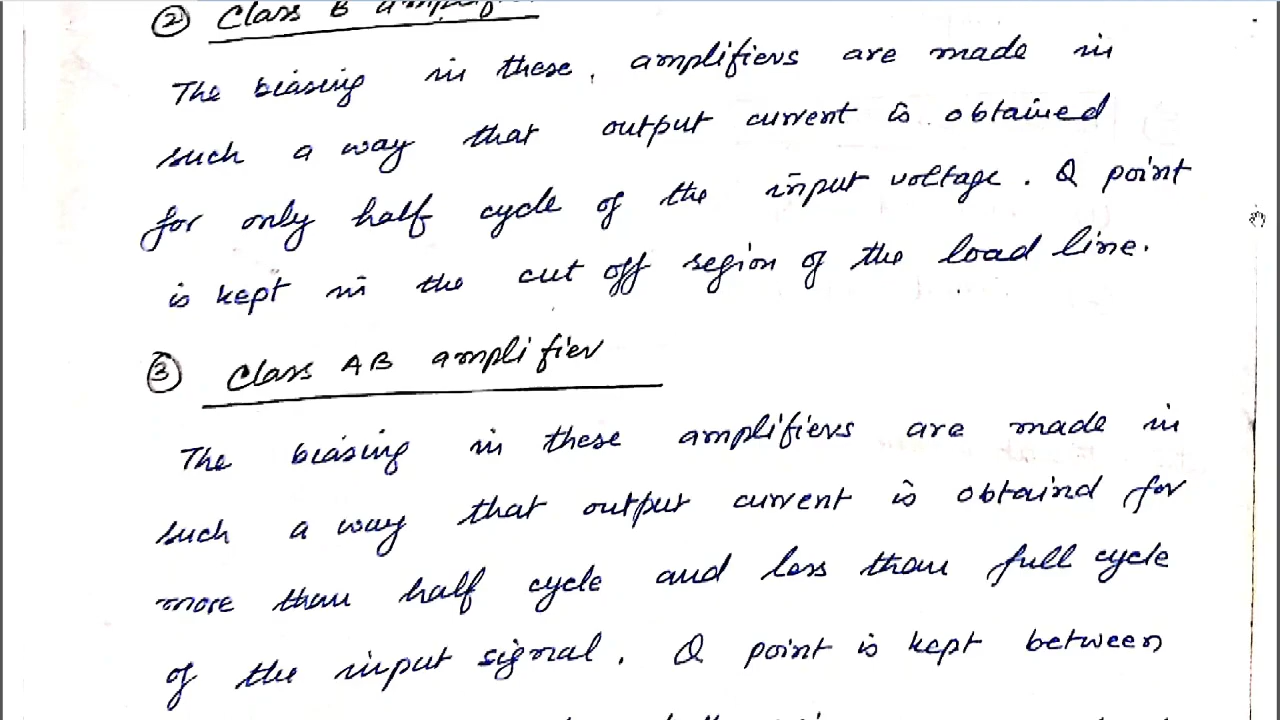 ② Class B amplifier
The biasing in these, amplifiers are made in
such a way that output current is obtained
for only half cycle of the input voltage. Q point
is kept in the cut off region of the load line.
③ Class AB amplifier
The biasing in these amplifiers are made in
such a way that output current is obtaind for
more than half cycle and less than full cycle
of the input signal. Q point is kept between